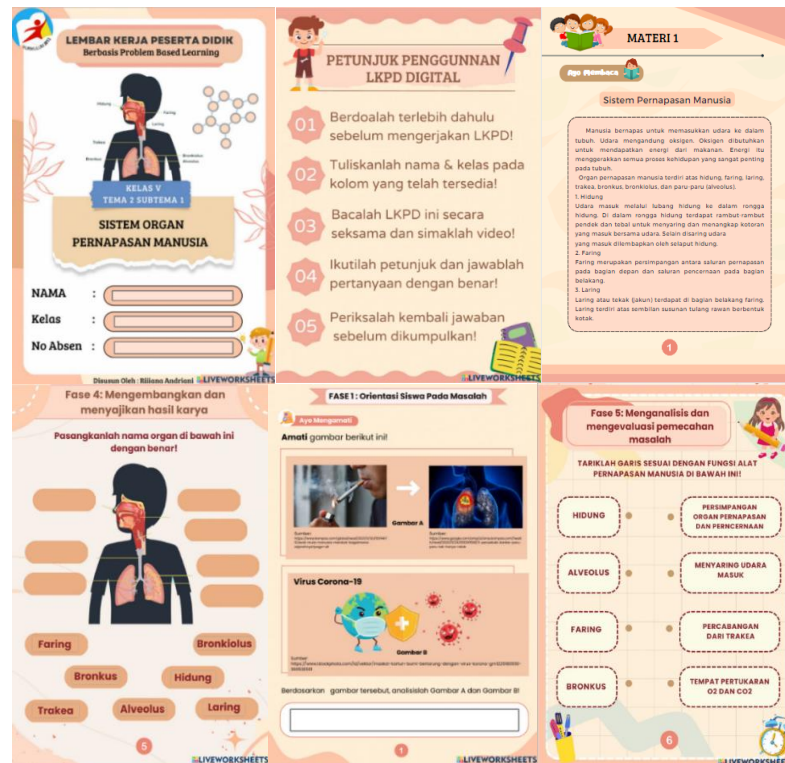 LEMBAR KERJA PESERTA DIDIK
Berbasis Problem Based Learning
Hidung
Faring
Laring
Trakea
Bronkus
KELAS V
TEMA 2 SUBTEMA 1
SISTEM ORGAN
PERNAPASAN MANUSIA
NAMA :
Kelas :
No Absen :
Disusun Oleh : Riliana Andriani
LIVEWORKSHEETS
PETUNJUK PENGGUNNAN
LKPD DIGITAL
01 Berdoalah terlebih dahulu
sebelum mengerjakan LKPD!
02 Tuliskanlah nama & kelas pada
kolom yang telah tersedia!
03 Bacalah LKPD ini secara
seksama dan simaklah video!
04 Ikutilah petunjuk dan jawablah
pertanyaan dengan benar!
05 Periksalah kembali jawaban
sebelum dikumpulkan!
LIVEWORKSHEETS
MATERI 1
Ayo Membaca
Sistem Pernapasan Manusia
Manusia bernapas untuk memasukkan udara ke dalam
tubuh. Udara mengandung oksigen. Oksigen dibutuhkan
untuk mendapatkan energi dari makanan. Energi itu
menggerakkan semua proses kehidupan yang sangat penting
pada tubuh.
Organ pernapasan manusia terdiri atas hidung, faring, laring,
trakea, bronkus, bronkiolus, dan paru-paru (alveolus).
1. Hidung
Udara masuk melalui lubang hidung ke dalam rongga
hidung. Di dalam rongga hidung terdapat rambut-rambut
pendek dan tebal untuk menyaring dan menangkap kotoran
yang masuk bersama udara. Selain disaring udara
yang masuk dilembapkan oleh selaput hidung.
2. Faring
Faring marupakan persimpangan antara saluran pernapasan
pada bagian depan dan saluran pencernaan pada bagian
belakang.
3. Laring
Laring atau tekak (jakun) terdapat di bagian belakang faring.
Laring terdiri atas sembilan susunan tulang rawan berbentuk
kotak.
1
Fase 4: Mengembangkan dan
menyajikan hasil karya
Pasangkanlah nama organ di bawah ini
dengan benar!
Faring
Bronkiolus
Bronkus
Hidung
Trakea
Alveolus
Laring
5
LIVEWORKSHEETS
FASE 1 : Orientasi Siswa Pada Masalah
Ayo Mengamati
Amati gambar berikut ini!
Gambar A
Sumber:
Sumber:
Virus Corona-19
Gambar B
Sumber:
Berdasarkan gambar tersebut, analisislah Gambar A dan Gambar B!
1
LIVEWORKSHEETS
Fase 5: Menganalisis dan
mengevaluasi pemecahan
masalah
TARIKLAH GARIS SESUAI DENGAN FUNGSI ALAT
PERNAPASAN MANUSIA DI BAWAH INI!
HIDUNG
PERSIMPANGAN
ORGAN PERNAPASAN
DAN PERNCERNAAN
ALVEOLUS
MENYARING UDARA
MASUK
FARING
PERCABANGAN
DARI TRAKEA
BRONKUS
TEMPAT PERTUKARAN
O2 DAN CO2
6
LIVEWORKSHEETS